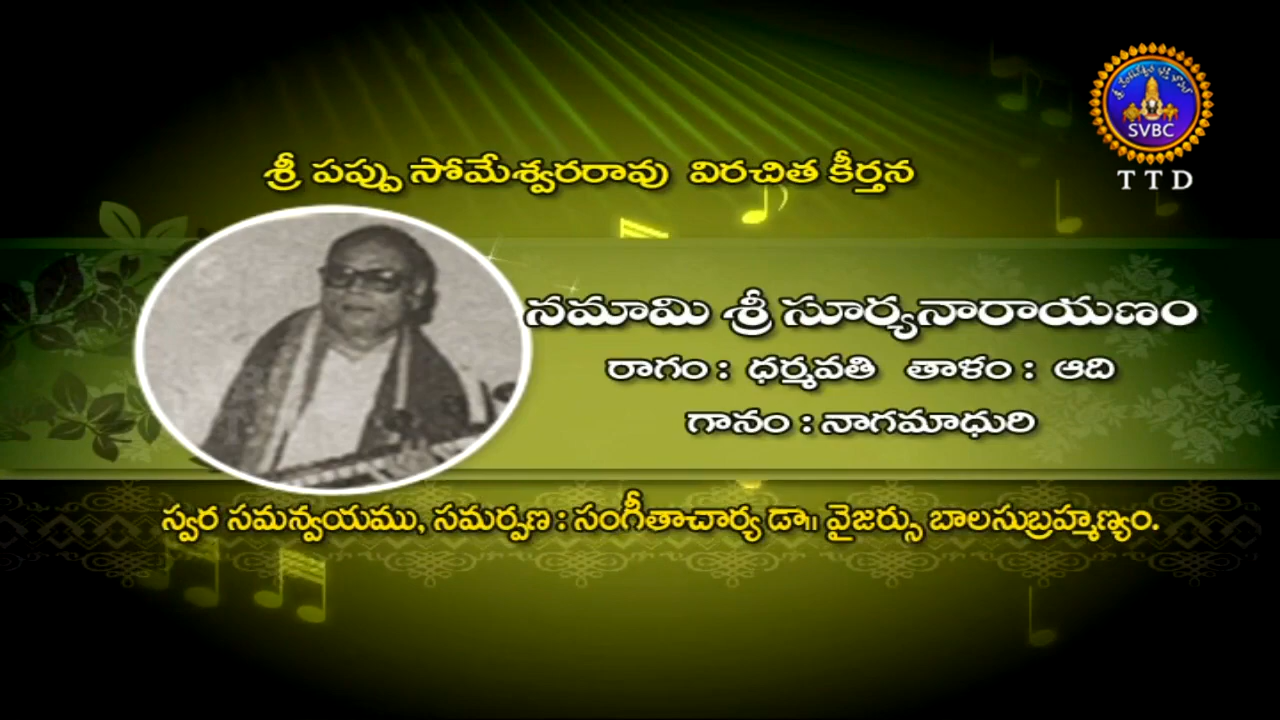 శ్రీ పప్పు సోమేశ్వరరావు విరచిత కీర్తన
SVBC
TTD
నమామి శ్రీ సూర్యనారాయణం
రాగం : ధర్మవతి తాళం : ఆది
గానం : నాగమాధురి
స్వర సమన్వయము, సమర్పణ : సంగీతాచార్య డా॥ వైజర్సు బాలసుబ్రహ్మణ్యం.